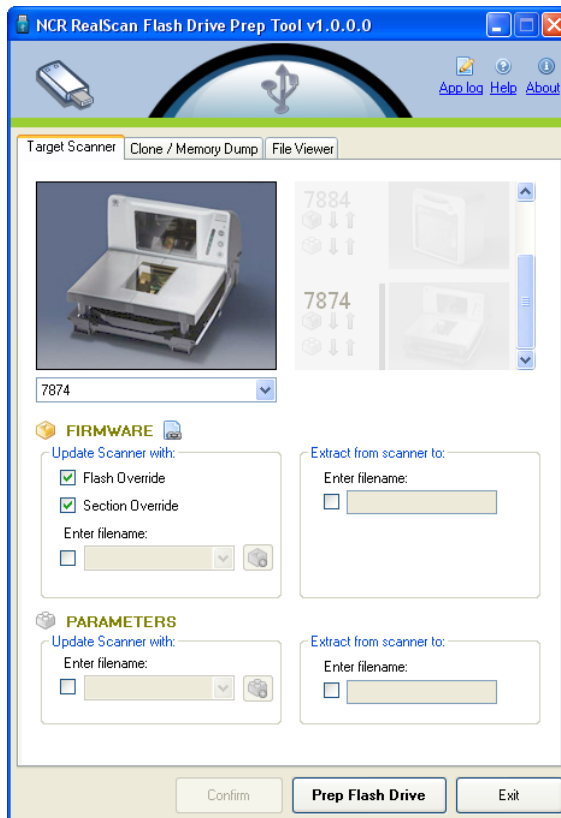 NCR RealScan Flash Drive Prep Tool v1.0.0.0
App log Help About
Target Scanner Clone / Memory Dump File Viewer
7884
7874
7874
FIRMWARE
Update Scanner with: Extract from scanner to:
Flash Override Enter filename:
Section Override
Enter filename:
PARAMETERS
Update Scanner with: Extract from scanner to:
Enter filename: Enter filename:
Confirm Prep Flash Drive Exit